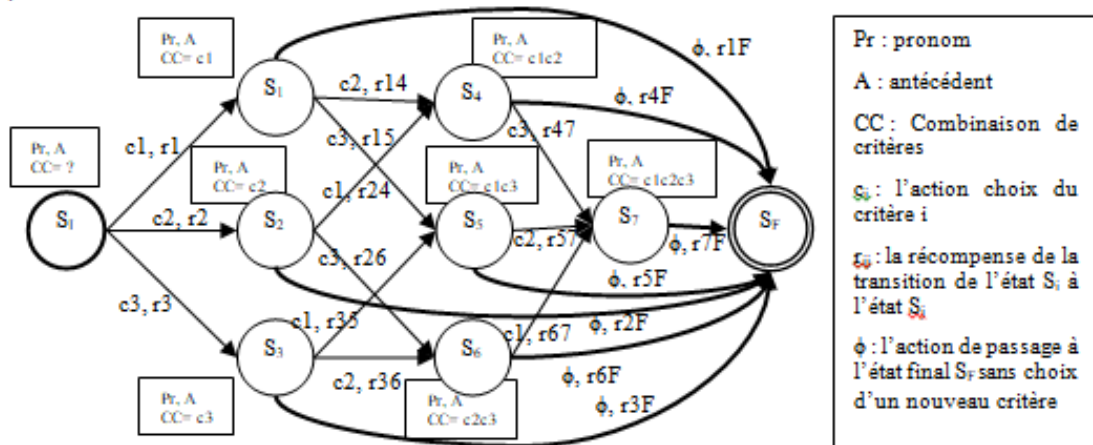 Pr, A
CC= c1
Pr, A
CC= c1c2
ϕ, r1F
S1
c2, r14
S4
ϕ, r4F
c1, r1
c3, r15
c3, r47
Pr, A
CC= ?
Pr, A
CC= c2
c1, r24
Pr, A
CC= c1c3
Pr, A
CC= c1c2c3
SI
c2, r2
S2
S5
c2, r57
S7
ϕ, r7F
SF
c3, r26
ϕ, r5F
c3, r3
c1, r35
c1, r67
ϕ, r2F
S3
c2, r36
S6
ϕ, r6F
Pr, A
CC= c3
Pr, A
CC= c2c3
ϕ, r3F
Pr : pronom
A : antécédent
CC : Combinaison de
critères
ci : l'action choix du
critère i
rij : la récompense de la
transition de l'état Si à
l'état Sj
ϕ : l'action de passage à
l'état final SF sans choix
d'un nouveau critère